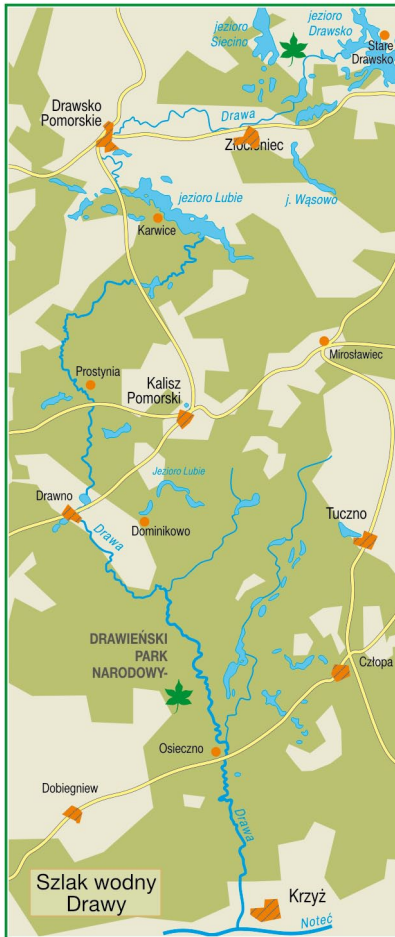 jezioro
Siecino
jezioro
Drawsko
Stare
Drawsko
Drawsko
Pomorskie
Drawa
Złocieniec
jezioro Lubie
j. Wąsowo
Karwice
Mirosławiec
Prostynia
Kalisz
Pomorski
Jezioro Lubie
Drawno
Dominikowo
Tuczno
Drawa
DRAWIEŃSKI
PARK
NARODOWY-
Człopa
Osieczno
Dobiegniew
Drawa
Szlak wodny
Drawy
Krzyż
Noteć